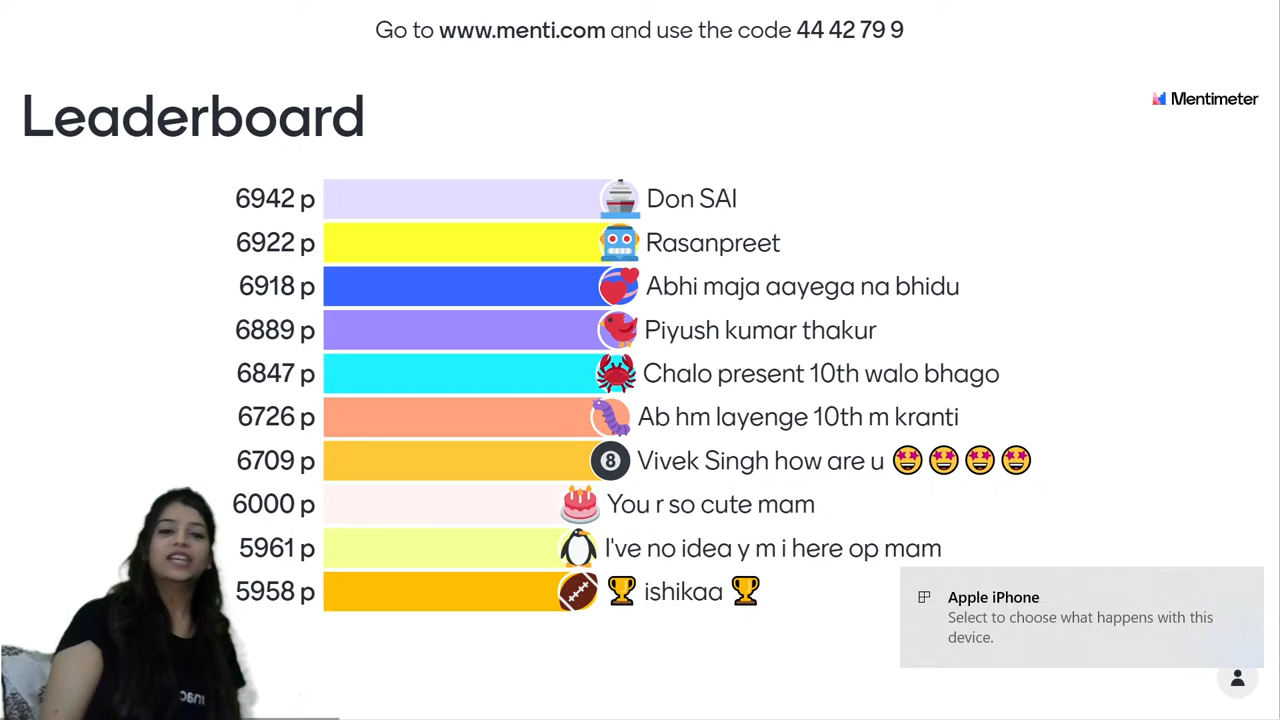 Go to www.menti.com and use the code 44 42 79 9
Leaderboard
Mentimeter
6942 p Don SAI
6922 p Rasanpreet
6918 p Abhi maja aayega na bhidu
6889 p Piyush kumar thakur
6847 p Chalo present 10th walo bhago
6726 p Ab hm layenge 10th m kranti
6709 p 8 Vivek Singh how are u 🤩 🤩 🤩 🤩
6000 p You r so cute mam
5961 p I've no idea y m i here op mam
5958 p 🏆 ishikaa 🏆
Apple iPhone
Select to choose what happens with this
device.